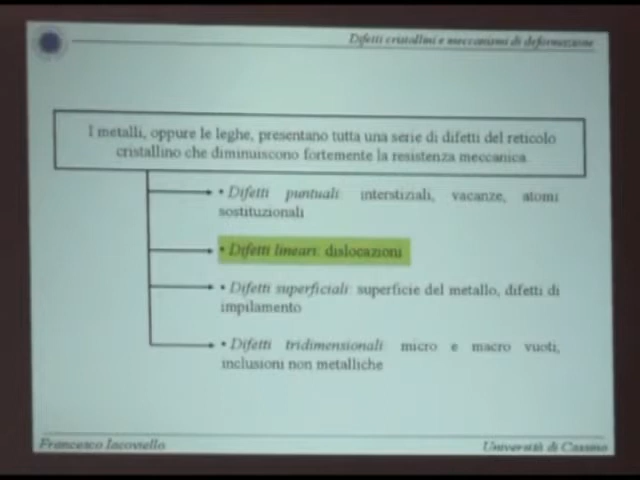 Difetti cristallini e meccanismi di deformazione
I metalli, oppure le leghe, presentano tutta una serie di difetti del reticolo
cristallino che diminuiscono fortemente la resistenza meccanica.
• Difetti puntuali: interstiziali, vacanze, atomi
sostituzionali
• Difetti lineari: dislocazioni
• Difetti superficiali: superficie del metallo, difetti di
impilamento
• Difetti tridimensionali: micro e macro vuoti,
inclusioni non metalliche
Francesco Iacoviello
Università di Cassino